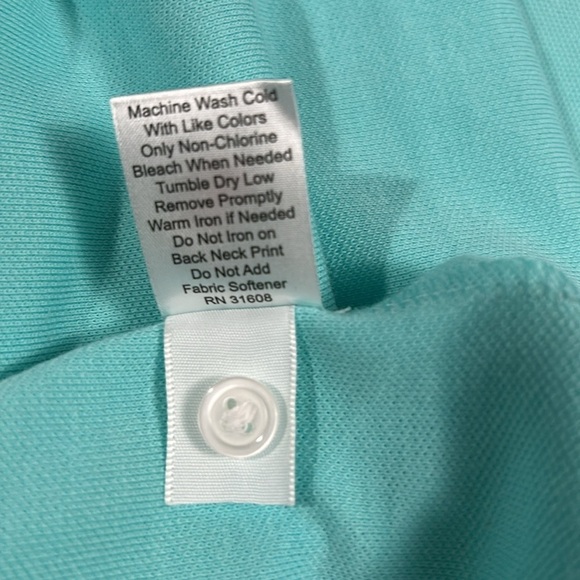 Machine Wash Cold
With Like Colors
Only Non-Chlorine
Bleach When Needed
Tumble Dry Low
Remove Promptly
Warm Iron if Needed
Do Not Iron on
Back Neck Print
Do Not Add
Fabric Softener
RN 31608